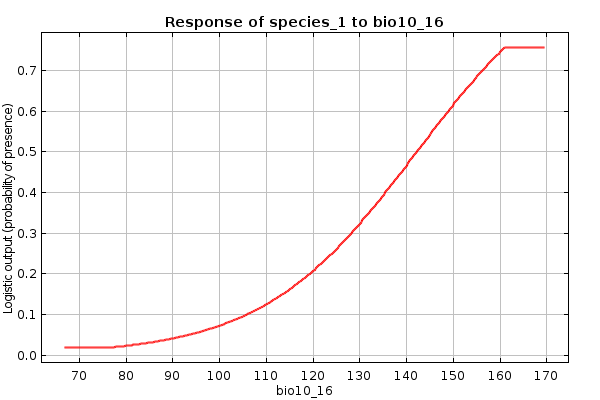 Response of species_1 to bio10_16
Logistic output (probability of presence)
0.7
0.6
0.5
0.4
0.3
0.2
0.1
0.0
70 80 90 100 110 120 130 140 150 160 170
bio10_16